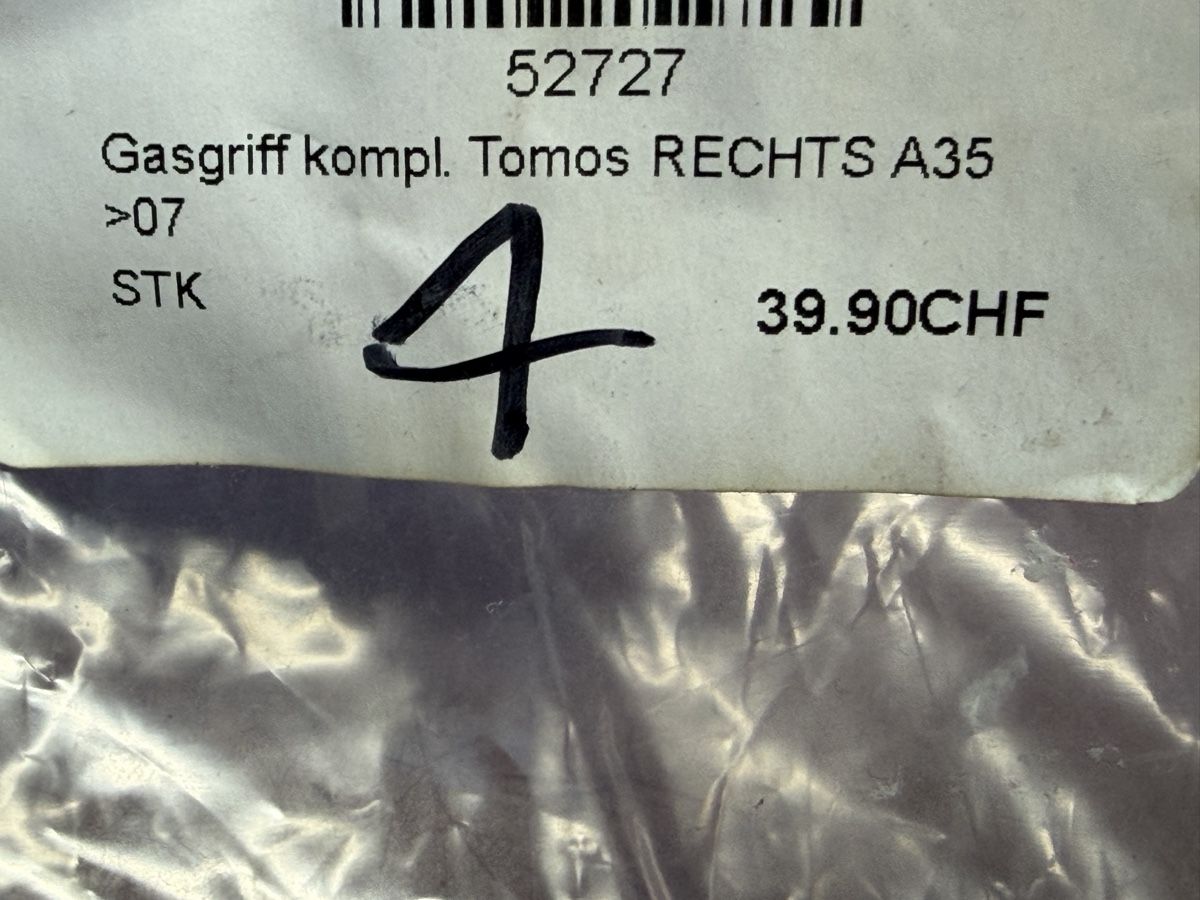 52727
Gasgriff kompl. Tomos RECHTS A35
>07
STK
4
39.90CHF